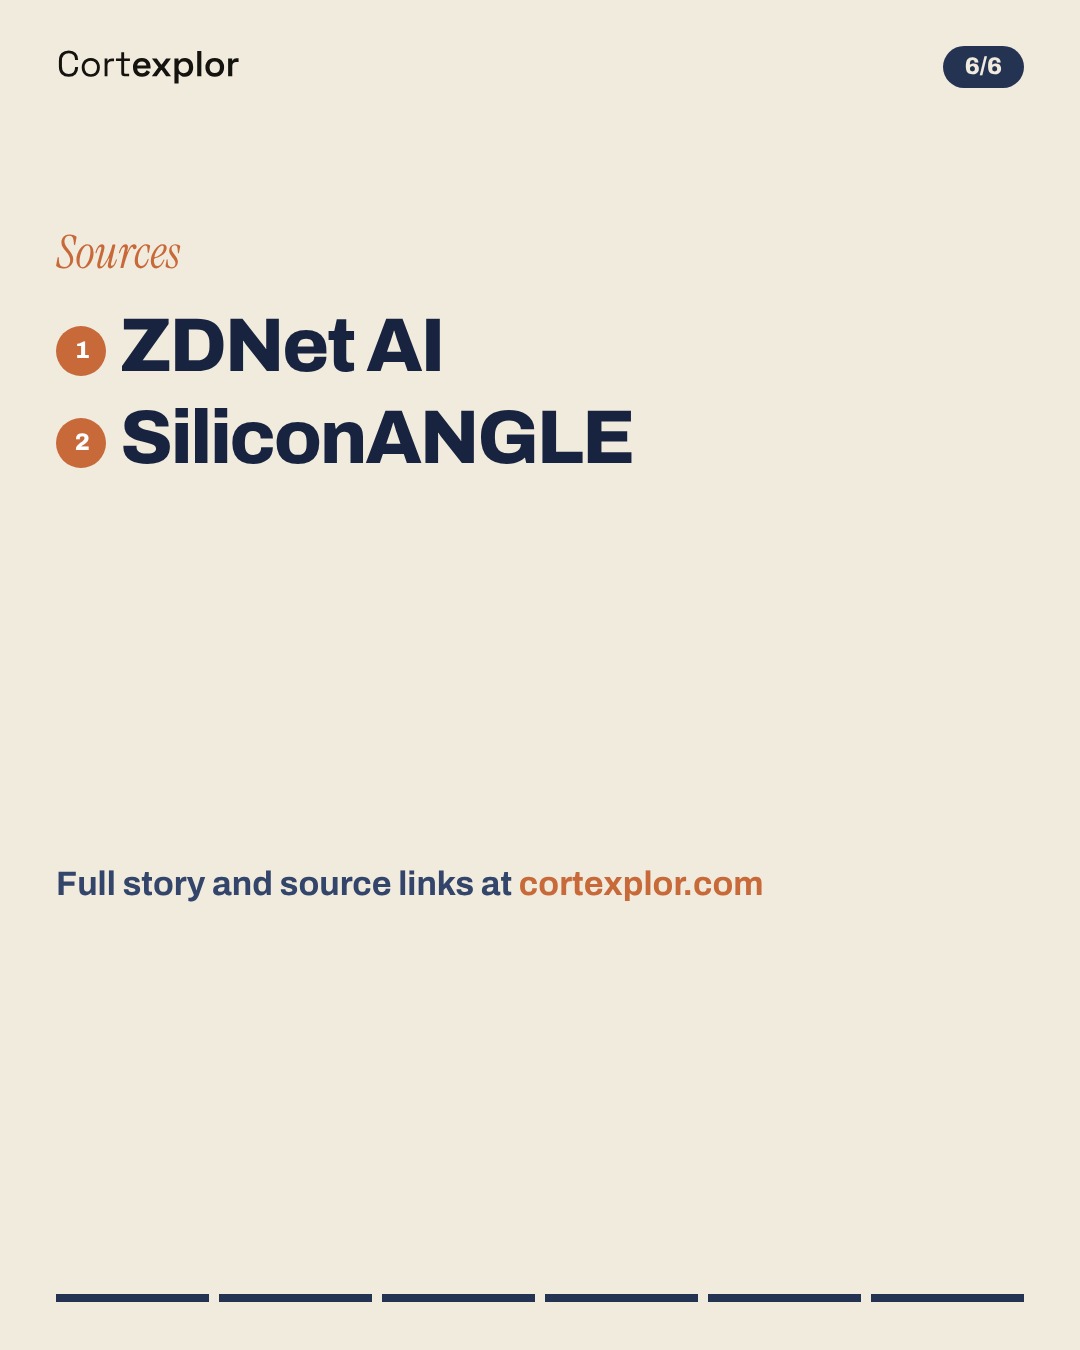 Cortexplor
6/6
Sources
1 ZDNet AI
2 SiliconANGLE
Full story and source links at cortexplor.com